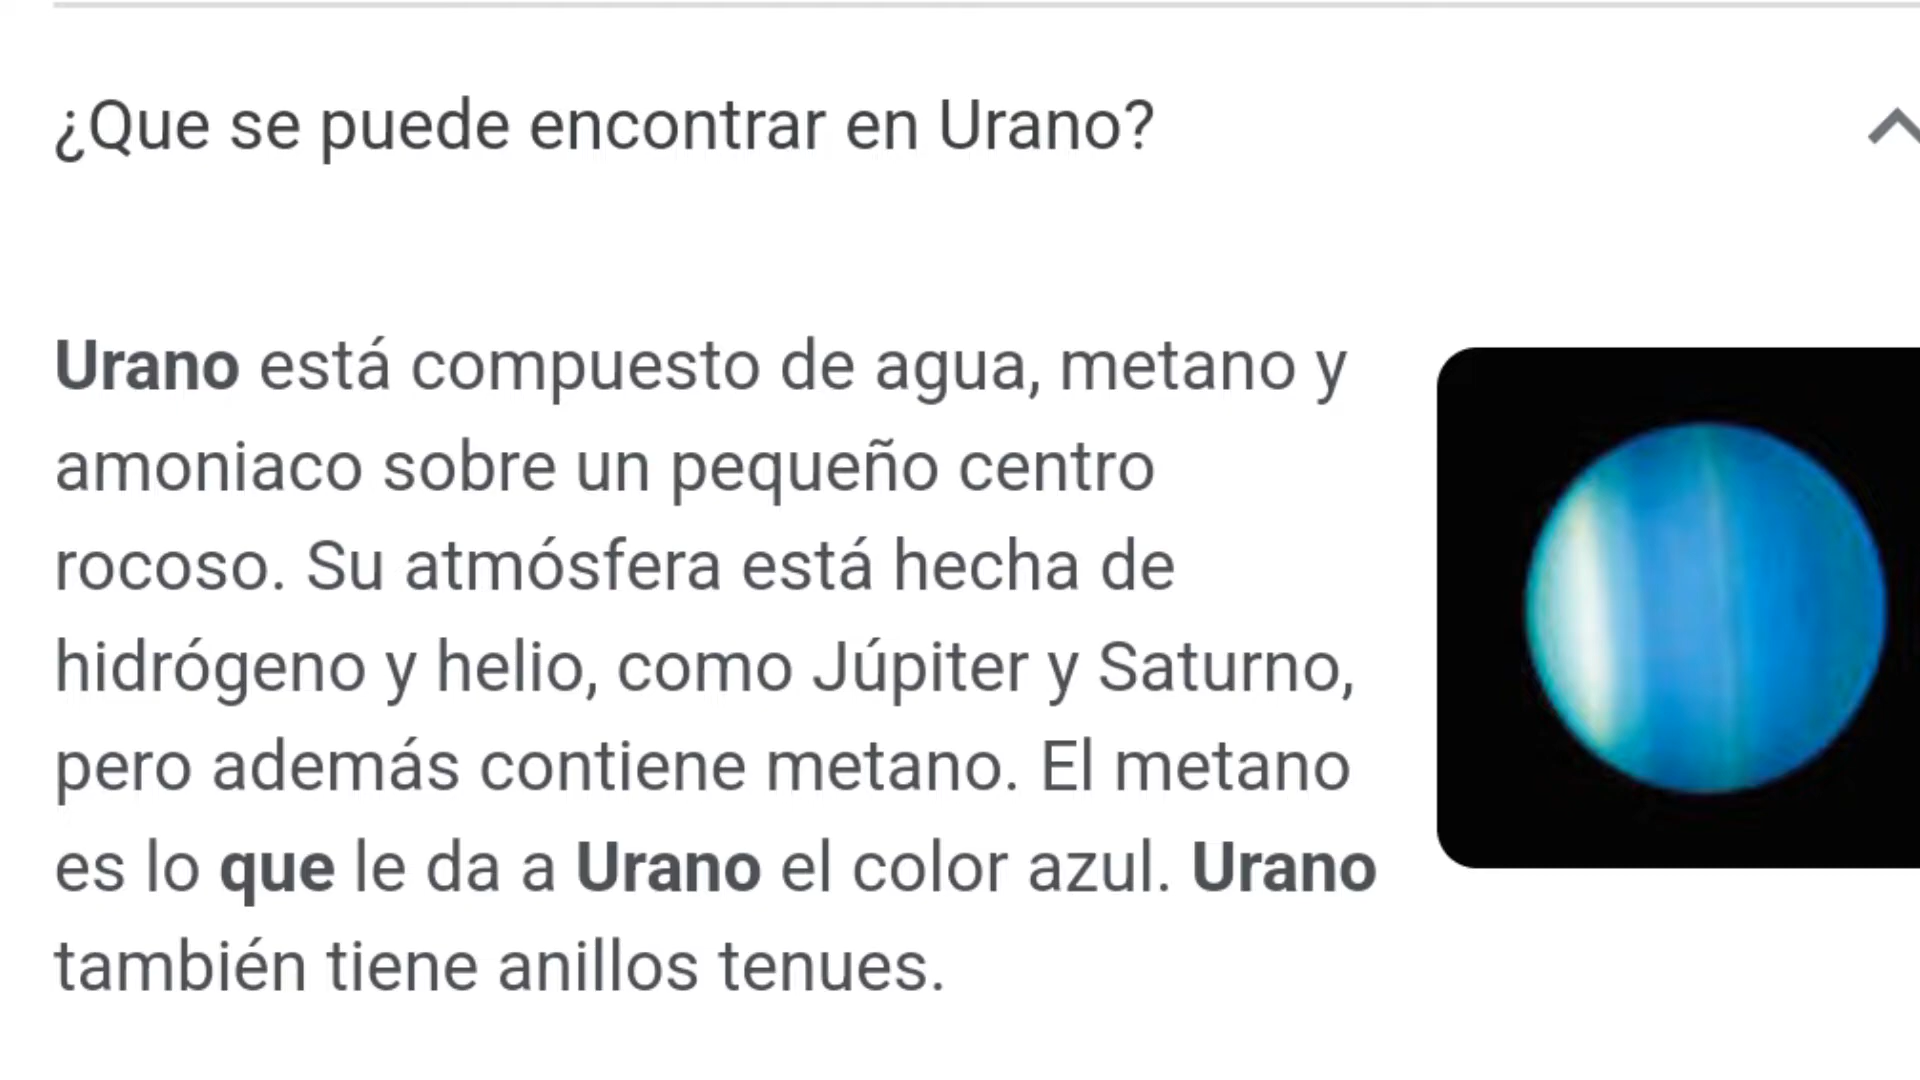 ¿Que se puede encontrar en Urano?
Urano está compuesto de agua, metano y
amoniaco sobre un pequeño centro
rocoso. Su atmósfera está hecha de
hidrógeno y helio, como Júpiter y Saturno,
pero además contiene metano. El metano
es lo que le da a Urano el color azul. Urano
también tiene anillos tenues.